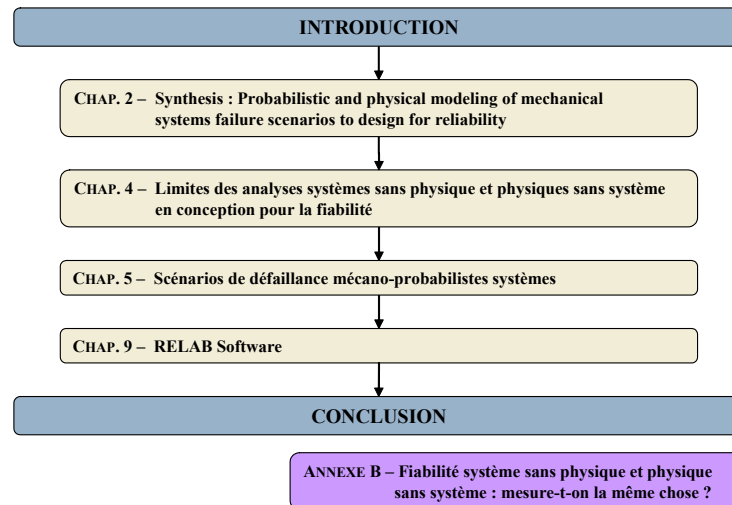 INTRODUCTION
CHAP. 2 – Synthesis : Probabilistic and physical modeling of mechanical
systems failure scenarios to design for reliability
CHAP. 4 – Limites des analyses systèmes sans physique et physiques sans système
en conception pour la fiabilité
CHAP. 5 – Scénarios de défaillance mécano-probabilistes systèmes
CHAP. 9 – RELAB Software
CONCLUSION
ANNEXE B – Fiabilité système sans physique et physique
sans système : mesure-t-on la même chose ?